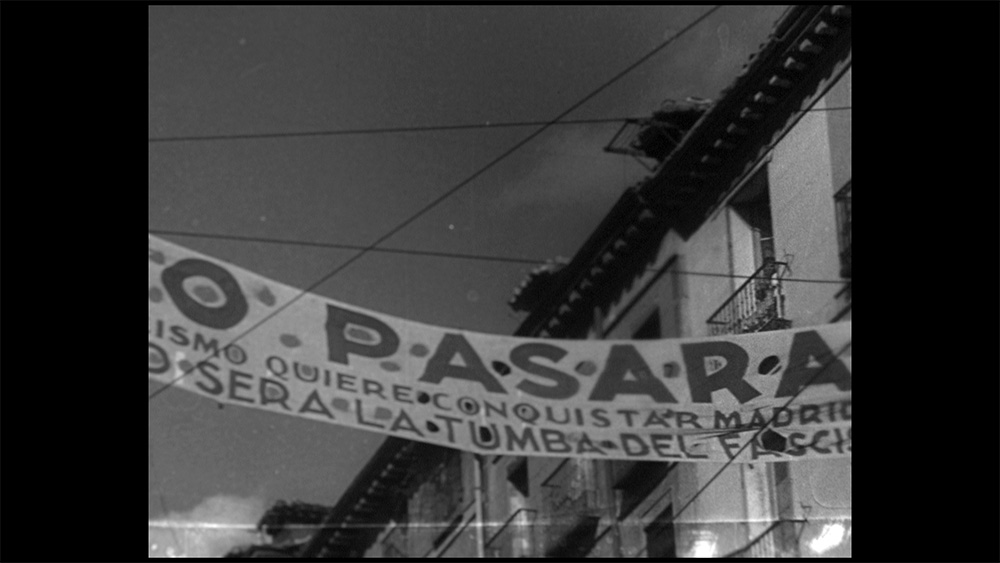 O PASARA
ISMO QUIERE CONQUISTAR MADRID
O SERA LA TUMBA DEL FASCIS